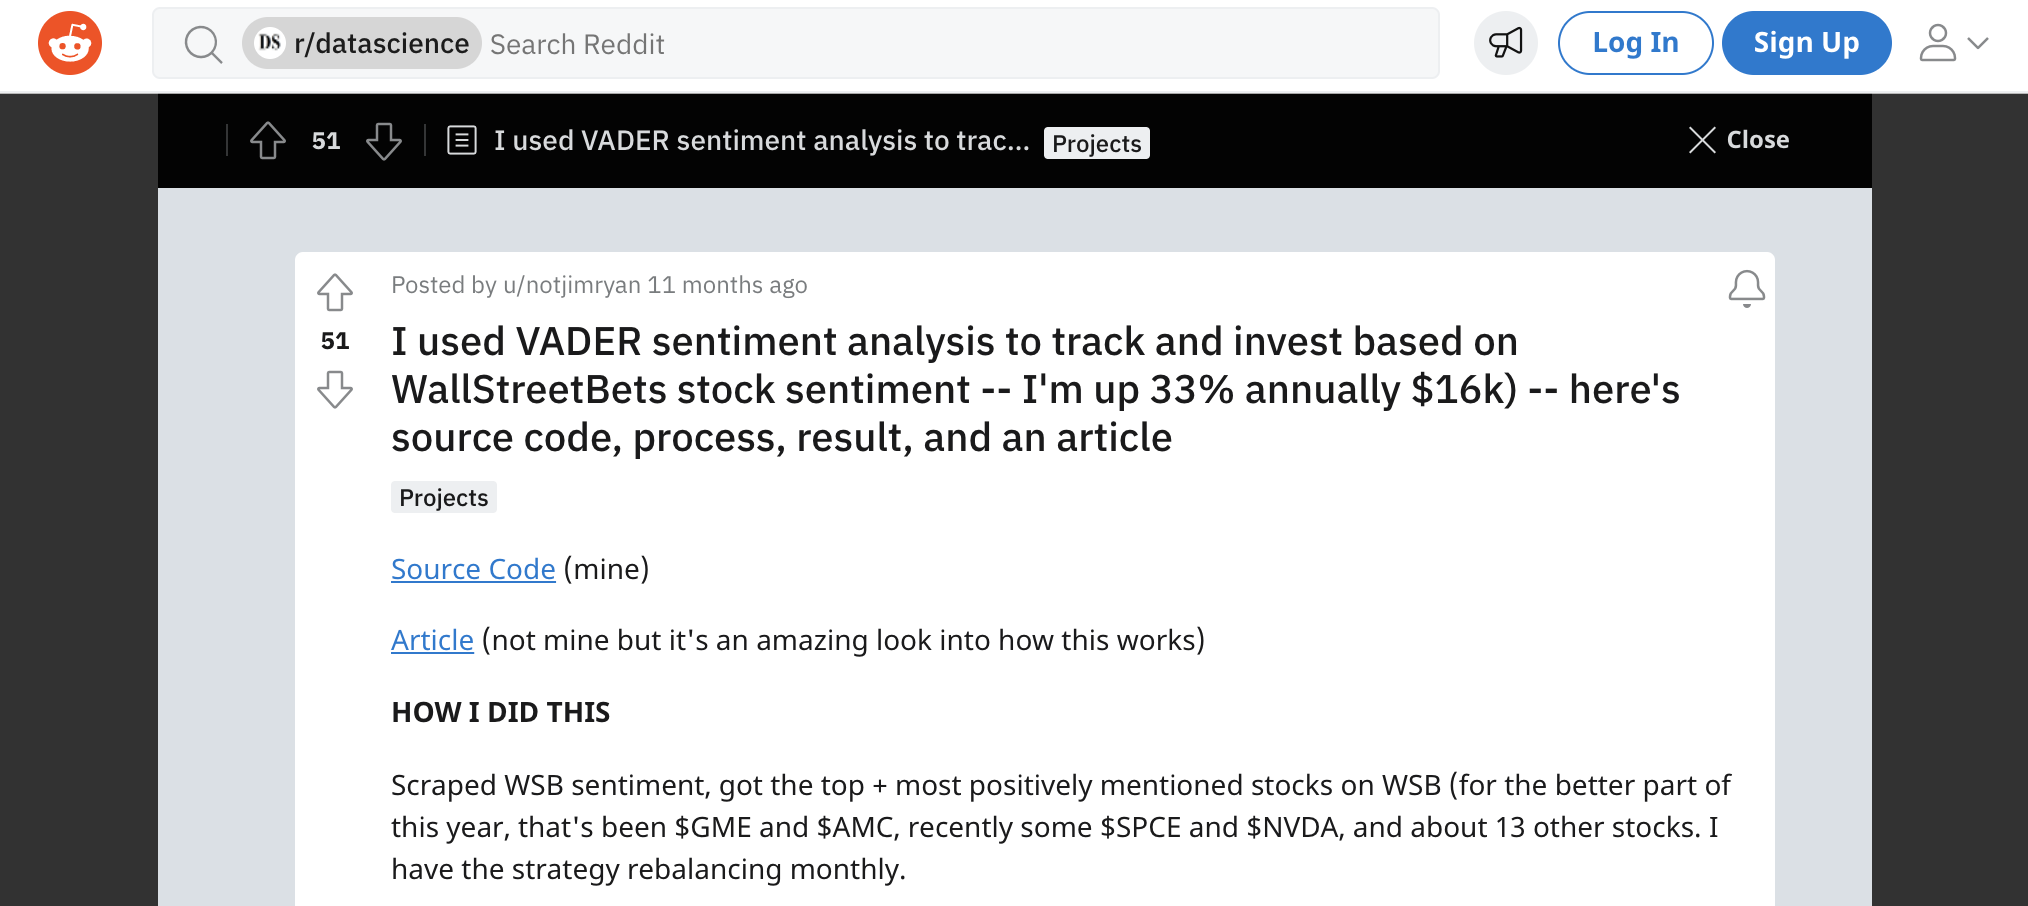 DS r/datascience Search Reddit
Log In
Sign Up
51
I used VADER sentiment analysis to trac...
Projects
Close
Posted by u/notjimryan 11 months ago
51
I used VADER sentiment analysis to track and invest based on
WallStreetBets stock sentiment -- I'm up 33% annually $16k) -- here's
source code, process, result, and an article
Projects
Source Code (mine)
Article (not mine but it's an amazing look into how this works)
HOW I DID THIS
Scraped WSB sentiment, got the top + most positively mentioned stocks on WSB (for the better part of
this year, that's been $GME and $AMC, recently some $SPCE and $NVDA, and about 13 other stocks. I
have the strategy rebalancing monthly.